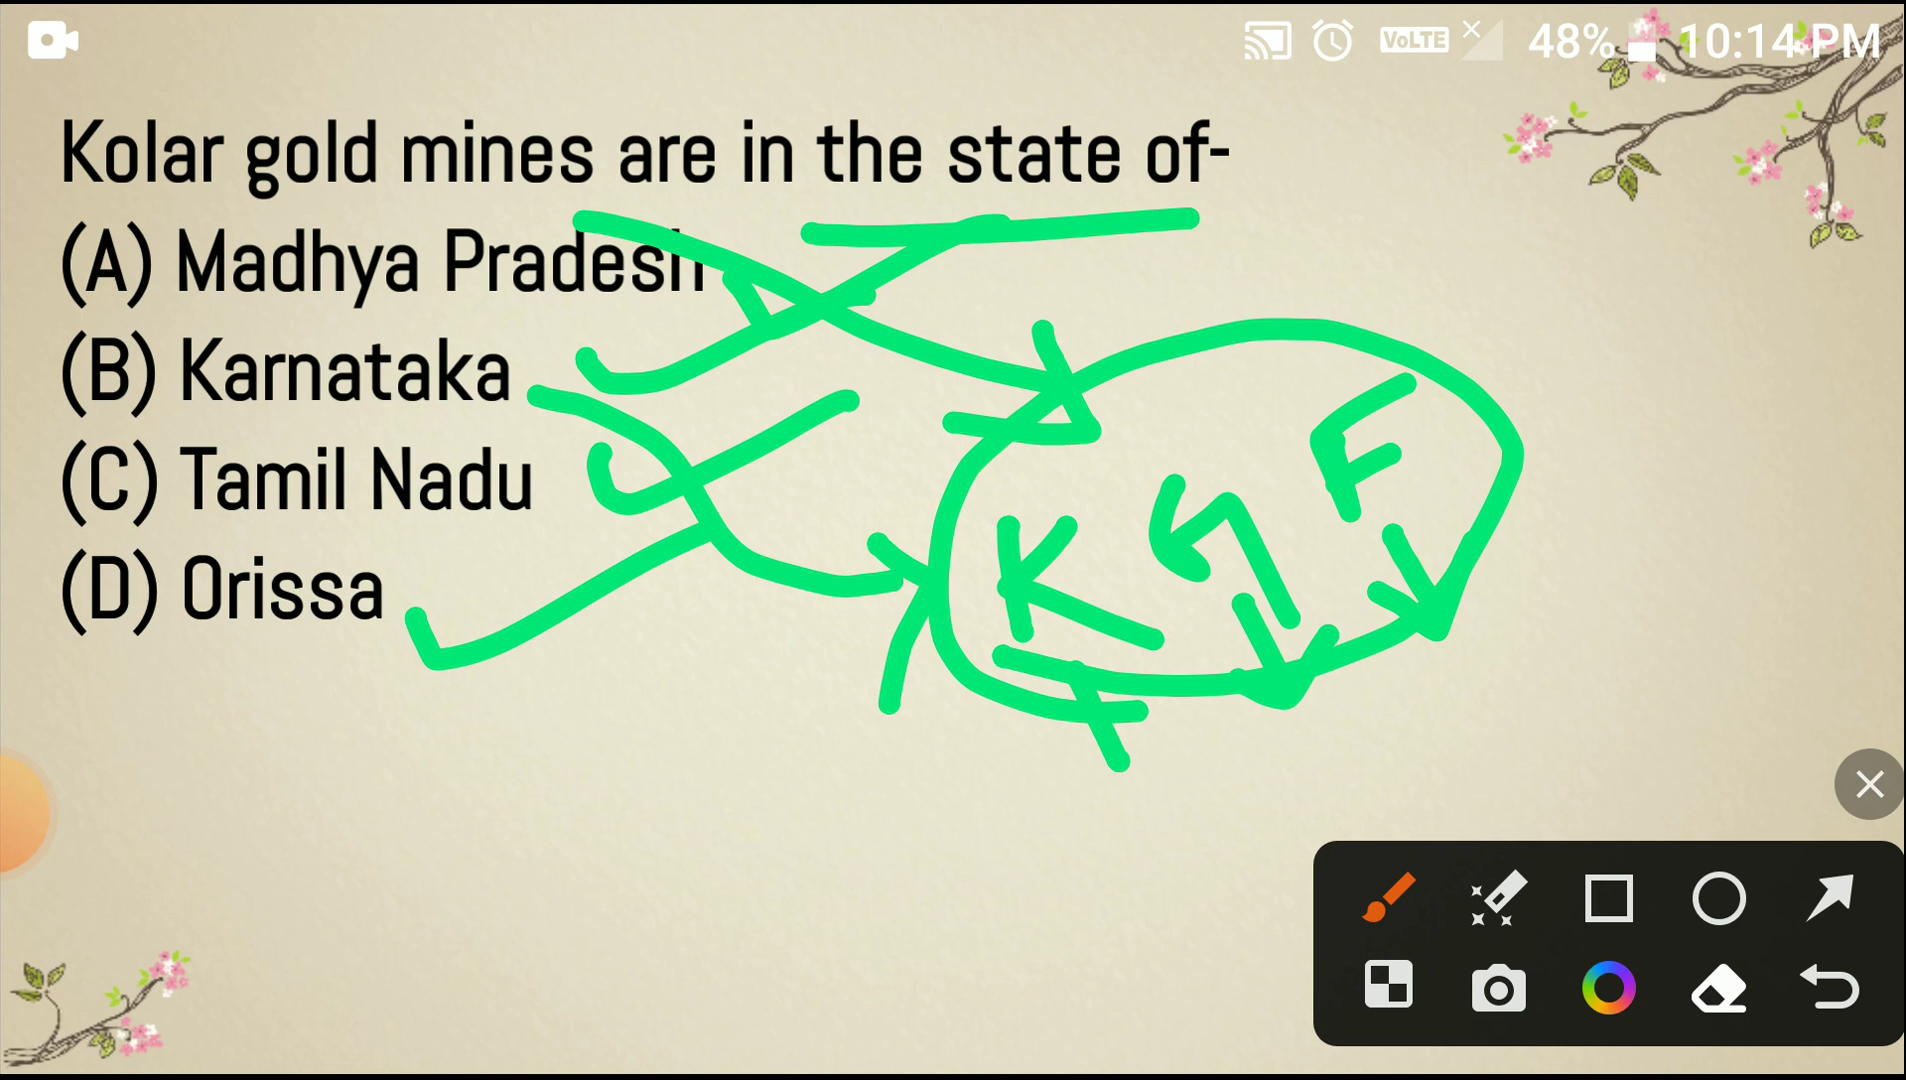 VoLTE 48% 10:14 PM
Kolar gold mines are in the state of-
(A) Madhya Pradesh
(B) Karnataka
(C) Tamil Nadu
(D) Orissa
K G F